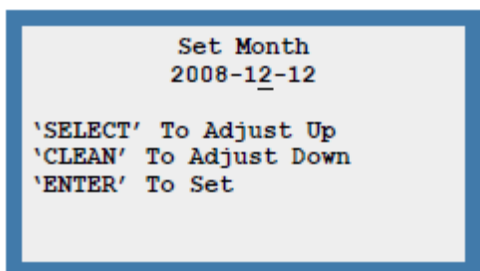 Set Month
2008-12-12
‘SELECT’ To Adjust Up
‘CLEAN’ To Adjust Down
‘ENTER’ To Set